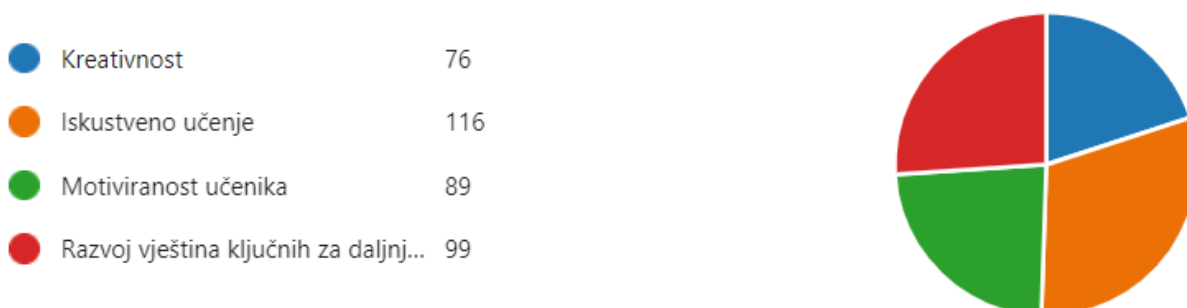 Kreativnost 76
Iskustveno učenje 116
Motiviranost učenika 89
Razvoj vještina ključnih za daljnj... 99